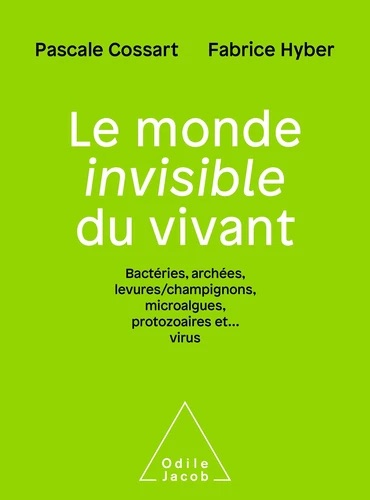 Pascale Cossart Fabrice Hyber
Le monde
invisible
du vivant
Bactéries, archées,
levures/champignons,
microalgues,
protozoaires et...
virus
Odile
Jacob